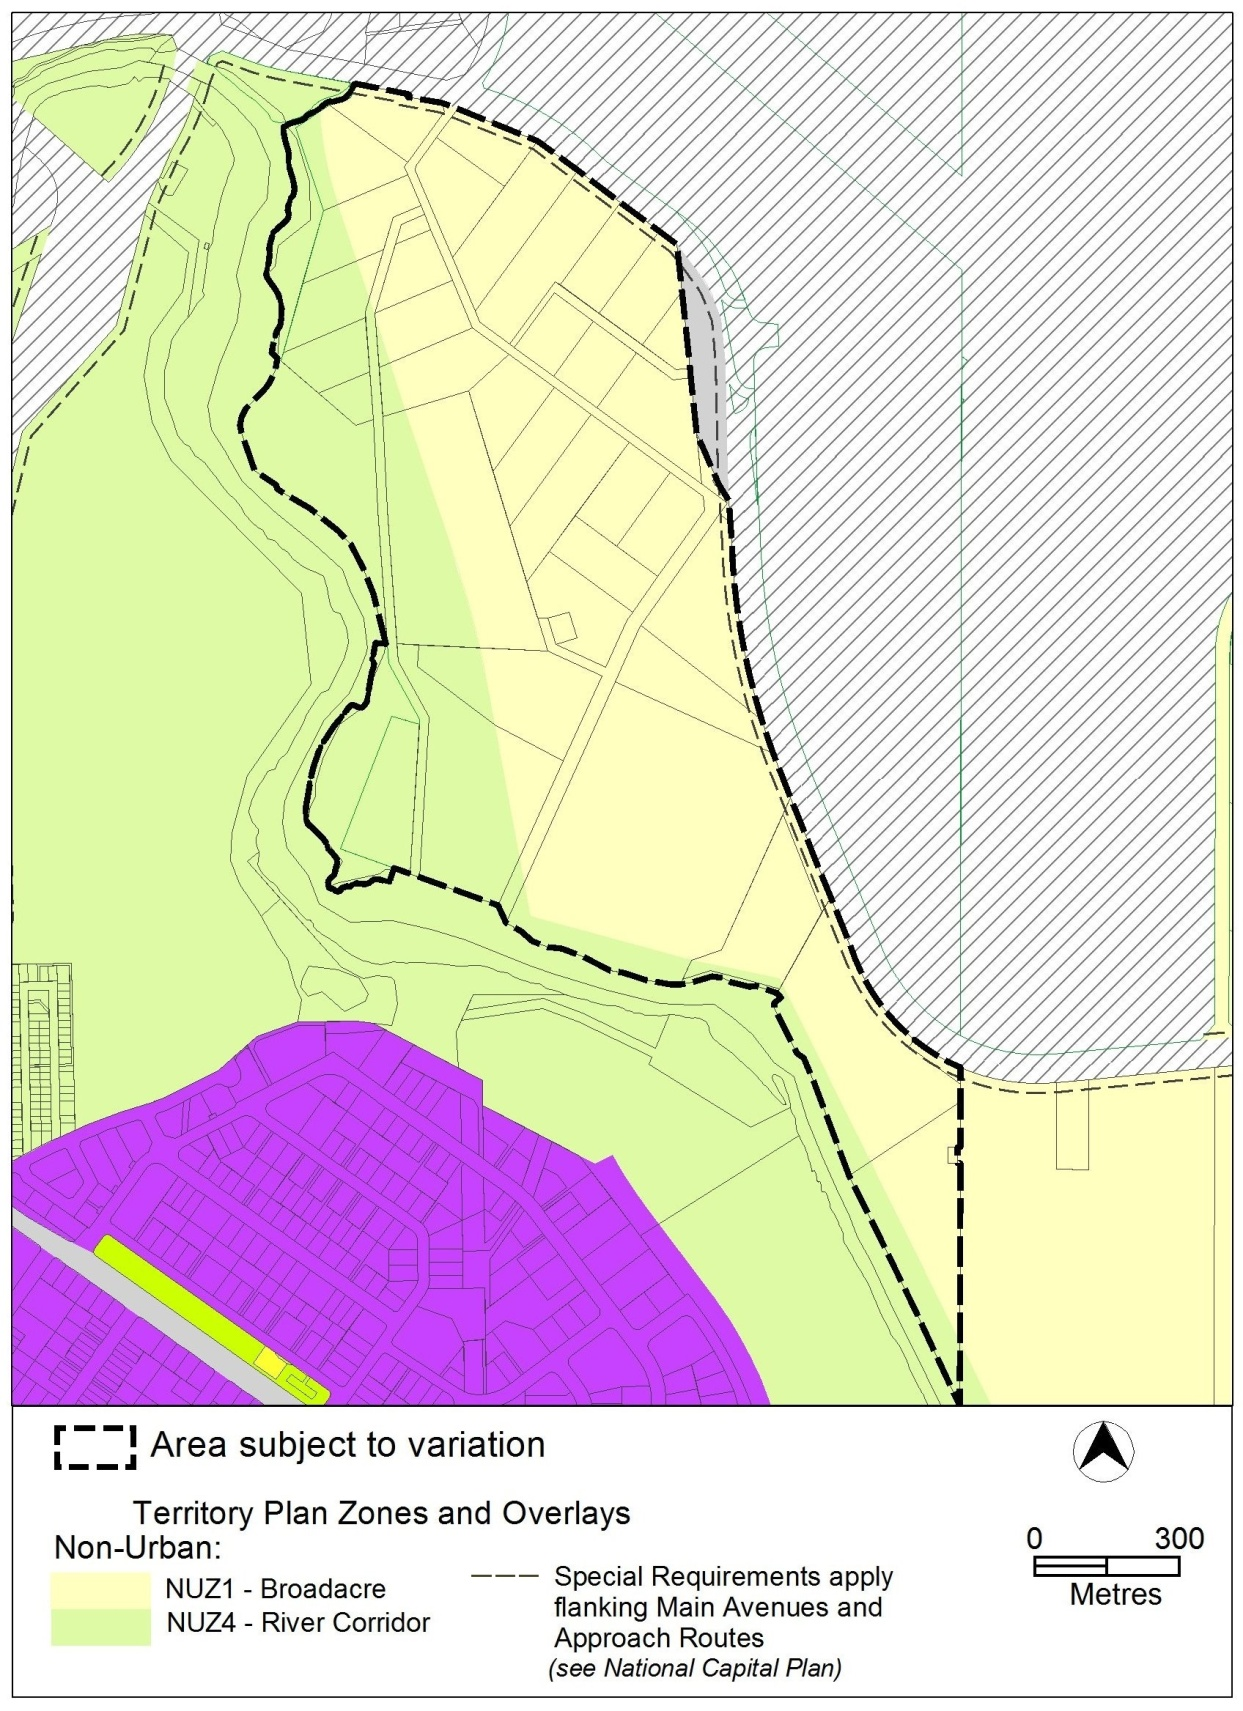 Area subject to variation
Territory Plan Zones and Overlays
Non-Urban:
NUZ1 - Broadacre
NUZ4 - River Corridor
Special Requirements apply
flanking Main Avenues and
Approach Routes
(see National Capital Plan)
0 300
Metres